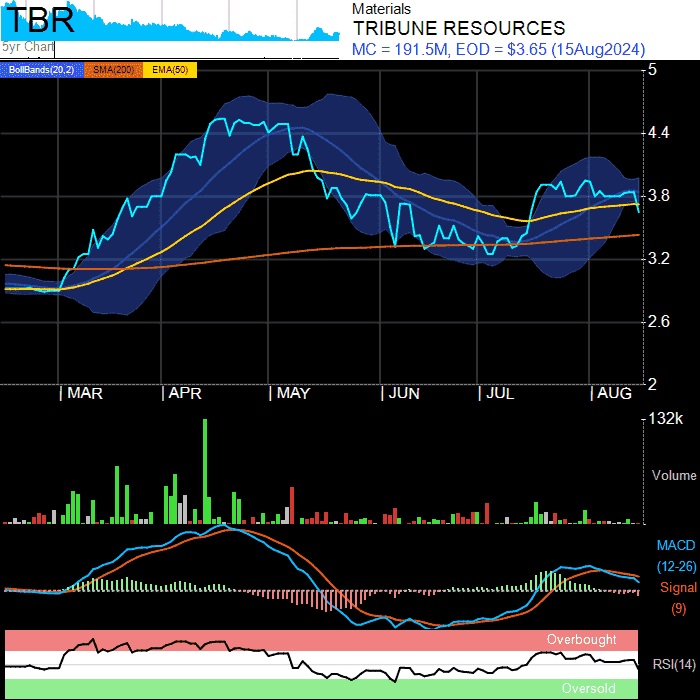 TBR
5yr Chart
Materials
TRIBUNE RESOURCES
MC = 191.5M, EOD = $3.65 (15Aug2024)
BollBands(20,2) SMA(200) EMA(50)
5
4.4
3.8
3.2
2.6
2
MAR APR MAY JUN JUL AUG
132k
Volume
MACD
(12-26)
Signal
(9)
Overbought
RSI(14)
Oversold